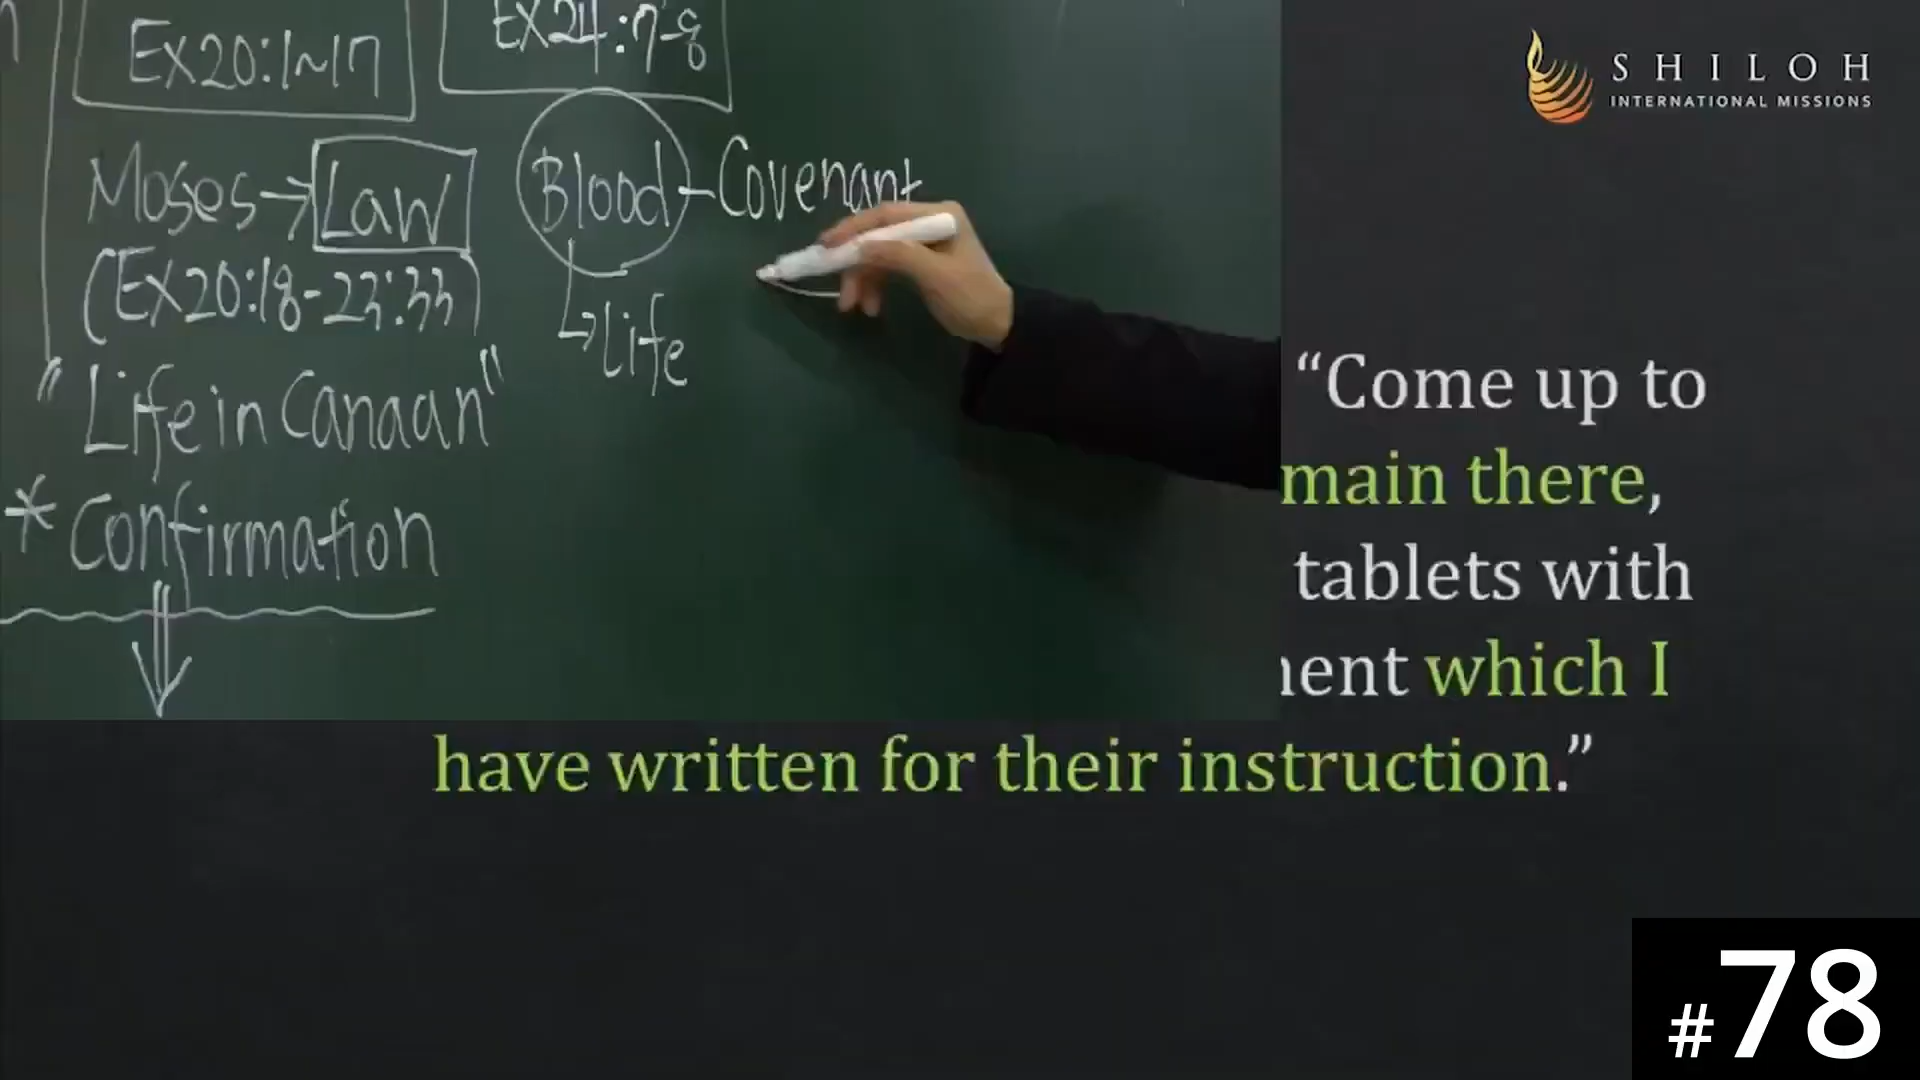 Ex20:1~17
Ex24:7-8
Moses→Law
(Ex20:18-23:33)
"Life in Canaan"
* Confirmation
Blood-Covenant
→Life
SHILOH
INTERNATIONAL MISSIONS
“Come up to
main there,
tablets with
which I
have written for their instruction.”
#78